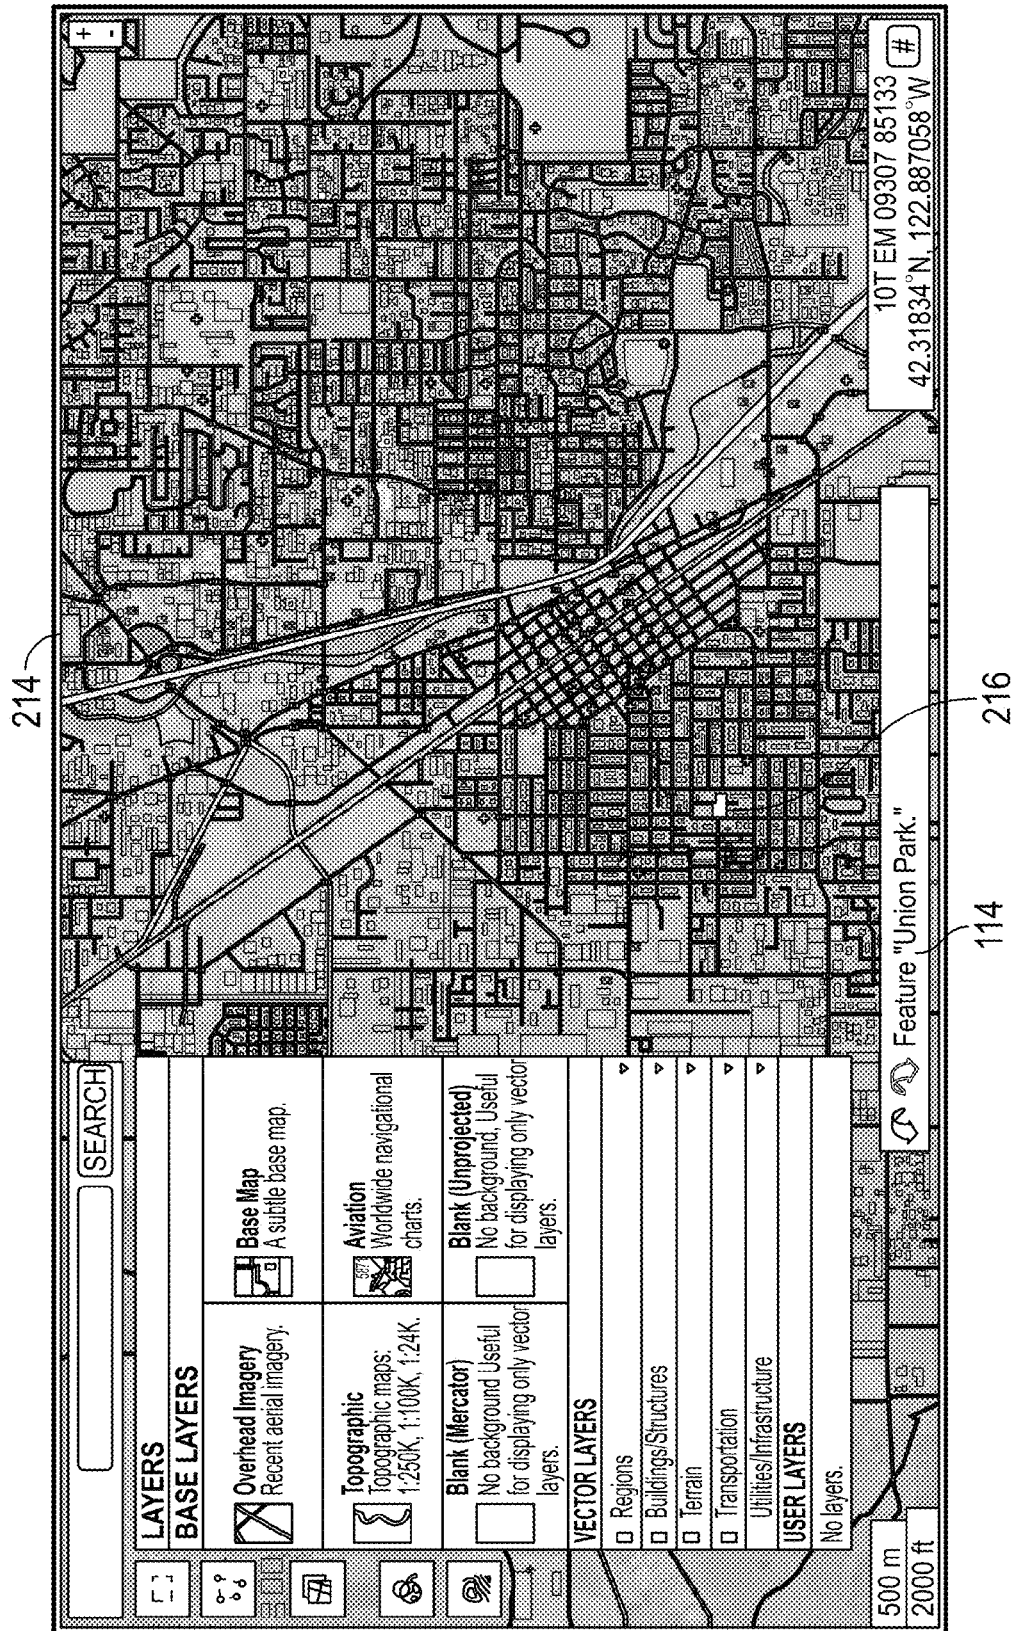 214
SEARCH
+
-
LAYERS
BASE LAYERS
Overhead Imagery
Recent aerial imagery.
Base Map
A subtle base map.
Topographic
Topographic maps:
1:250K, 1:100K, 1:24K.
Aviation
Worldwide navigational
charts.
Blank (Mercator)
No background Useful
for displaying only vector
layers.
Blank (Unprojected)
No background, Useful
for displaying only vector
layers.
VECTOR LAYERS
Regions
Buildings/Structures
Terrain
Transportation
Utilities/Infrastructure
USER LAYERS
No layers.
500 m
2000 ft
Feature "Union Park."
10T EM 09307 85133
#
42.31834°N, 122.887058°W
114
216